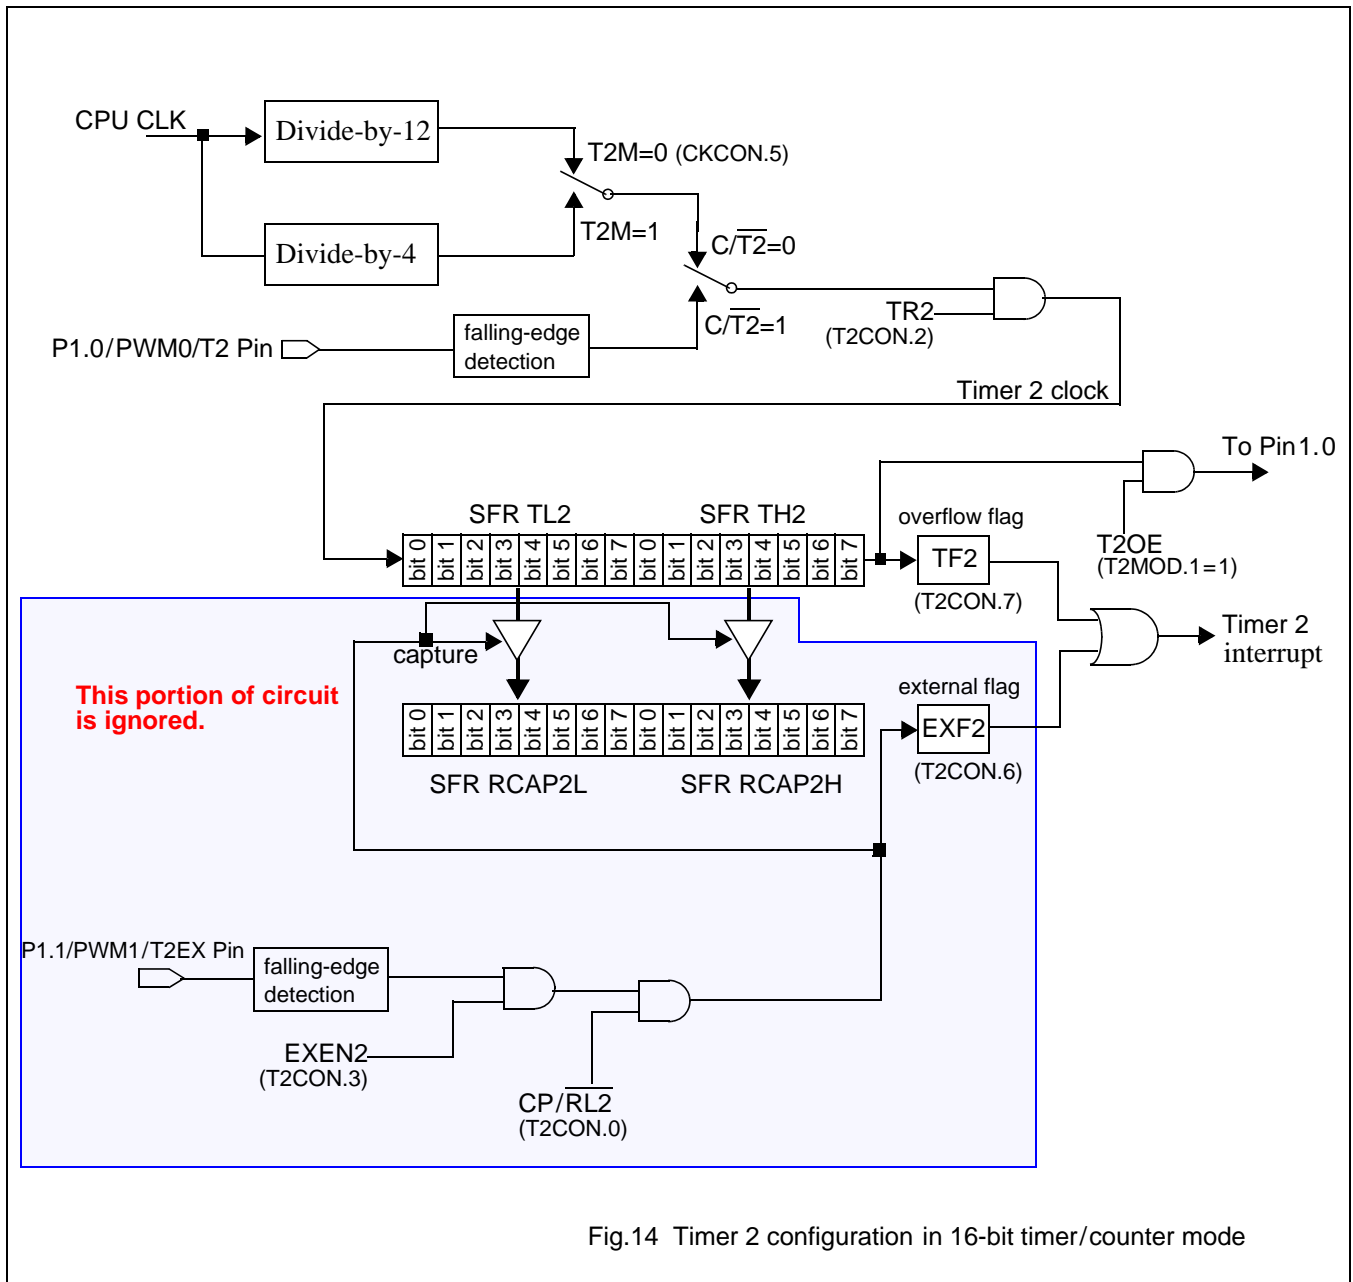 CPU CLK
Divide-by-12
T2M=0 (CKCON.5)
T2M=1
Divide-by-4
C/T2=0
C/T2=1
TR2
(T2CON.2)
P1.0/PWM0/T2 Pin
falling-edge
detection
Timer 2 clock
To Pin1.0
T2OE
(T2MOD.1=1)
SFR TL2
SFR TH2
overflow flag
bit 0 bit 1 bit 2 bit 3 bit 4 bit 5 bit 6 bit 7 bit 0 bit 1 bit 2 bit 3 bit 4 bit 5 bit 6 bit 7
TF2
(T2CON.7)
Timer 2
interrupt
capture
This portion of circuit
is ignored.
external flag
bit 0 bit 1 bit 2 bit 3 bit 4 bit 5 bit 6 bit 7 bit 0 bit 1 bit 2 bit 3 bit 4 bit 5 bit 6 bit 7
EXF2
(T2CON.6)
SFR RCAP2L
SFR RCAP2H
P1.1/PWM1/T2EX Pin
falling-edge
detection
EXEN2
(T2CON.3)
CP/RL2
(T2CON.0)
Fig.14 Timer 2 configuration in 16-bit timer/counter mode